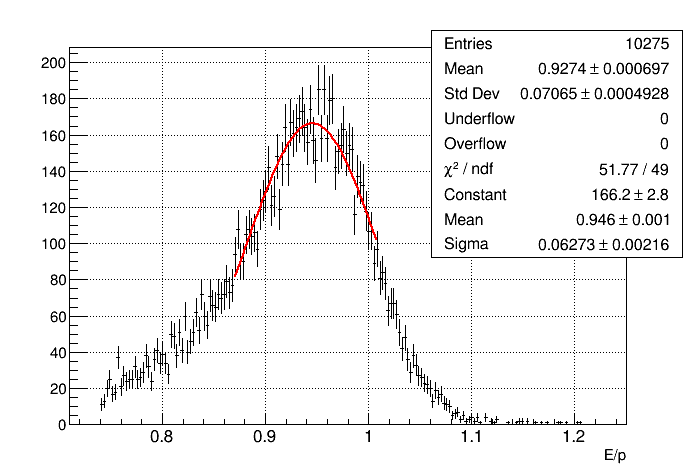 Entries 10275
Mean 0.9274 ± 0.000697
Std Dev 0.07065 ± 0.0004928
Underflow 0
Overflow 0
χ² / ndf 51.77 / 49
Constant 166.2 ± 2.8
Mean 0.946 ± 0.001
Sigma 0.06273 ± 0.00216
200
180
160
140
120
100
80
60
40
20
0
0.8 0.9 1 1.1 1.2
E/p